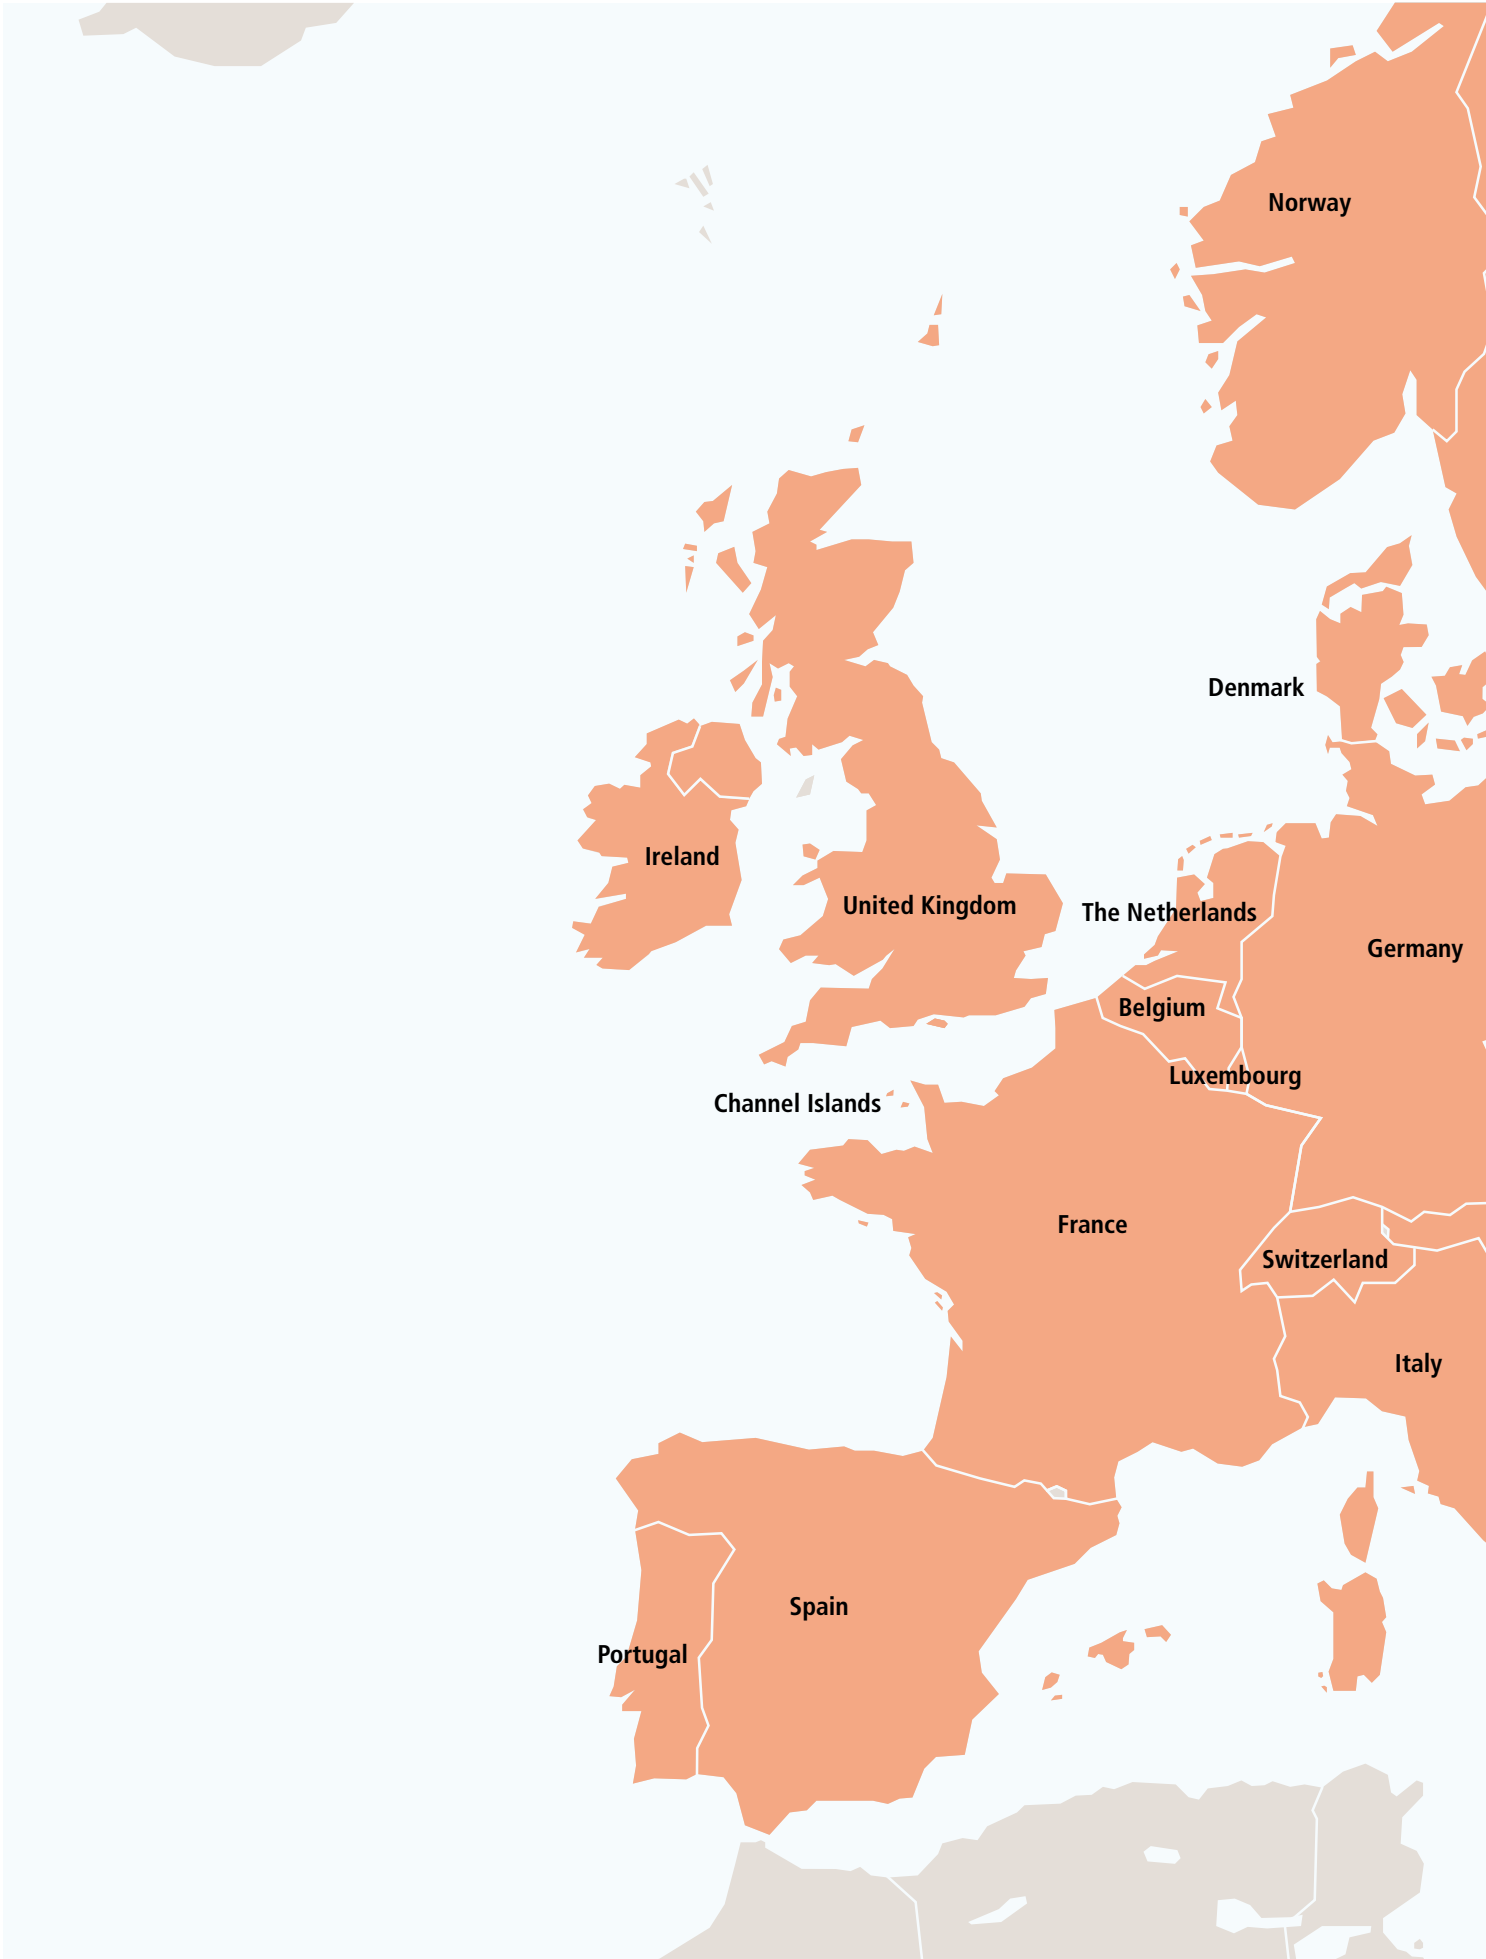 Norway
Denmark
Ireland
United Kingdom
The Netherlands
Germany
Belgium
Luxembourg
Channel Islands
France
Switzerland
Italy
Spain
Portugal